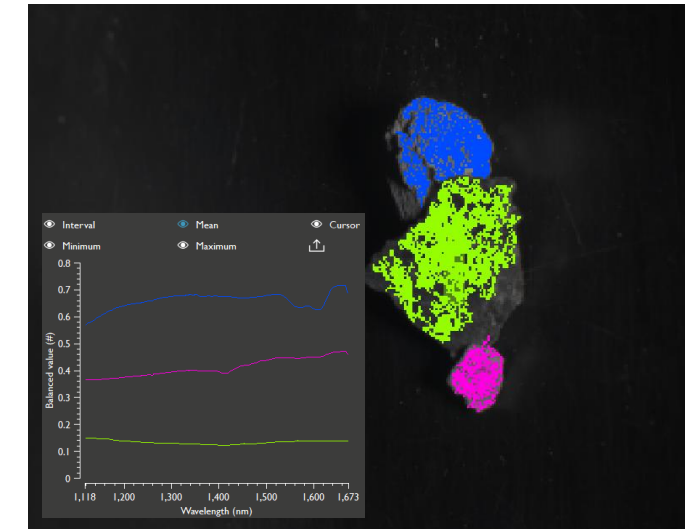 Interval Mean Cursor
Minimum Maximum
0.8
0.7
0.6
0.5
0.4
0.3
0.2
0.1
0
Balanced value (#)
1,118 1,200 1,300 1,400 1,500 1,600 1,673
Wavelength (nm)